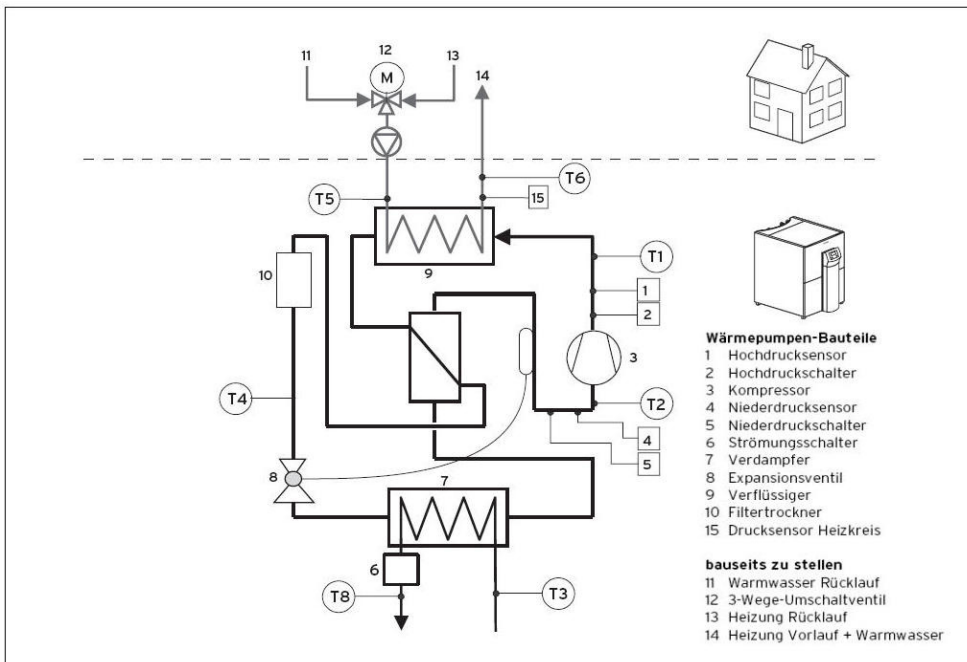 11
12
13
M
14
T5
T6
15
9
T1
1
2
10
3
T4
T2
4
5
8
7
6
T8
T3
Wärmepumpen-Bauteile
1 Hochdrucksensor
2 Hochdruckschalter
3 Kompressor
4 Niederdrucksensor
5 Niederdruckschalter
6 Strömungsschalter
7 Verdampfer
8 Expansionsventil
9 Verflüssiger
10 Filtertrockner
15 Drucksensor Heizkreis
bauseits zu stellen
11 Warmwasser Rücklauf
12 3-Wege-Umschaltventil
13 Heizung Rücklauf
14 Heizung Vorlauf + Warmwasser